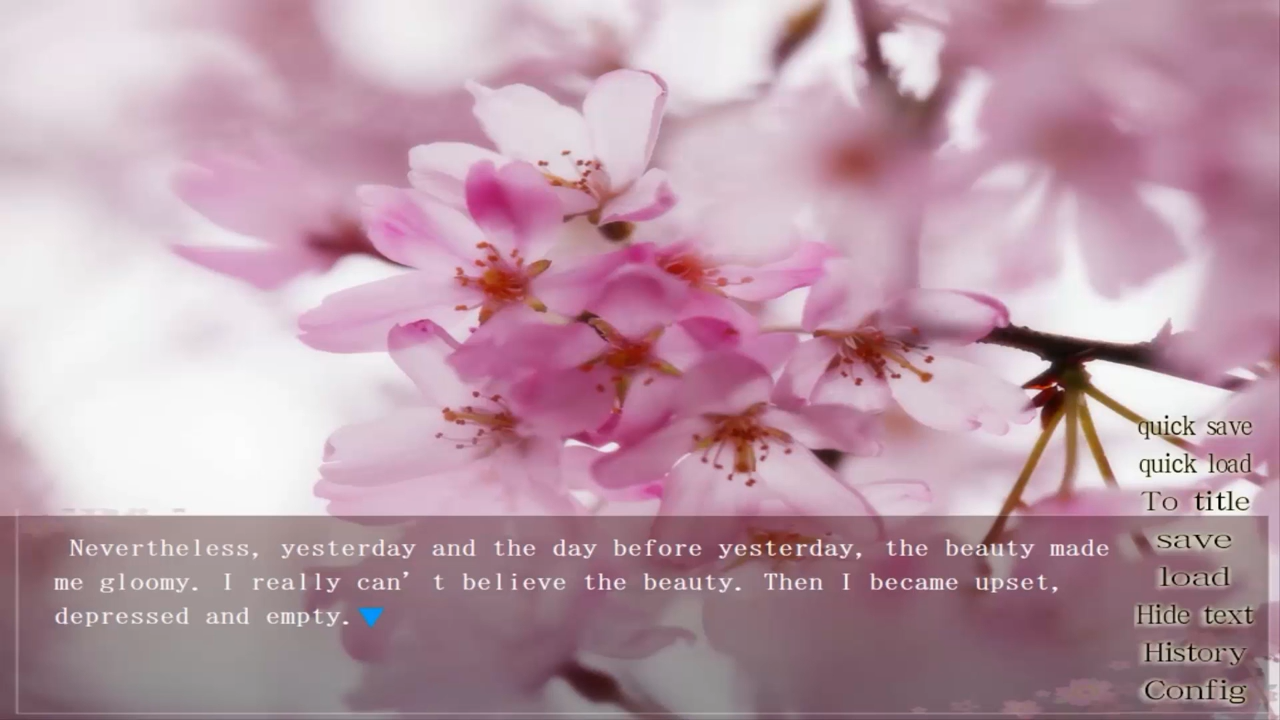 quick save
quick load
To title
save
load
Hide text
History
Config
Nevertheless, yesterday and the day before yesterday, the beauty made
me gloomy. I really can’t believe the beauty. Then I became upset,
depressed and empty.